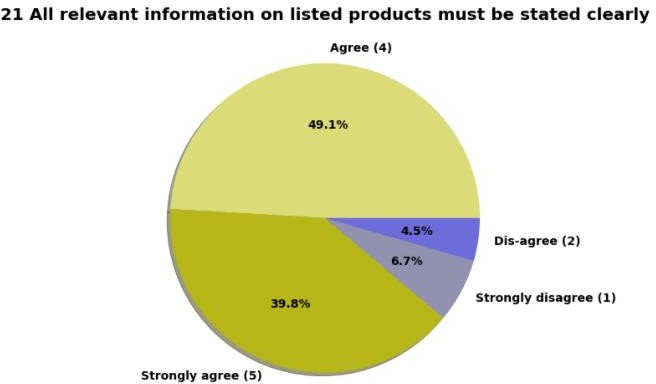 21 All relevant information on listed products must be stated clearly
Agree (4)
49.1%
4.5%
Dis-agree (2)
6.7%
Strongly disagree (1)
39.8%
Strongly agree (5)